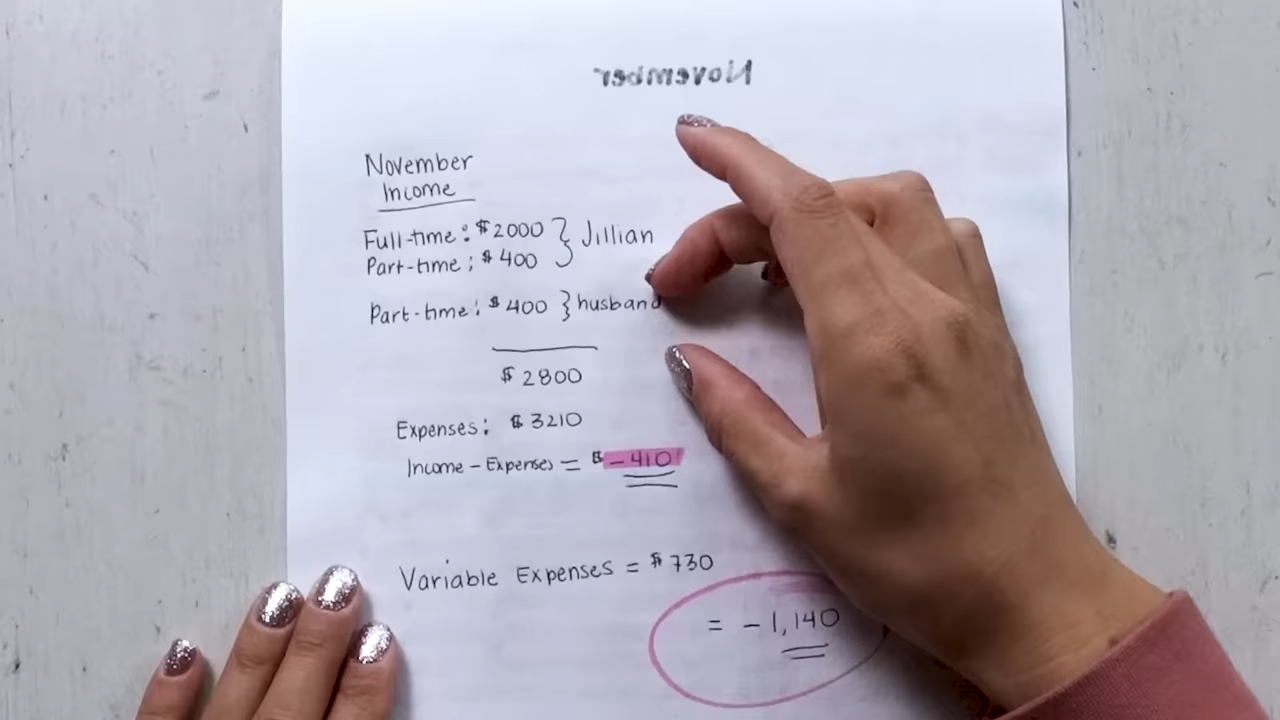 November
November
Income
Full-time: $2000 } Jillian
Part-time: $400
Part-time: $400 } husband
$2800
Expenses: $3210
Income - Expenses = $-410
Variable Expenses = $730
= -1,140